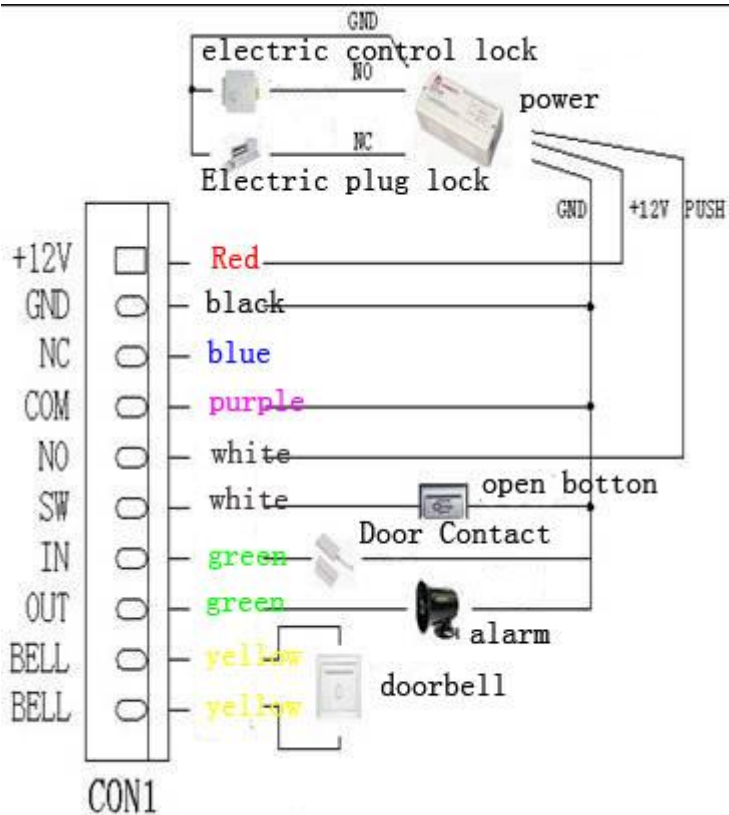 GND
electric control lock
NO
power
NC
Electric plug lock
GND +12V PUSH
+12V Red
GND black
NC blue
COM purple
NO white
SW white open botton
IN green Door Contact
OUT green alarm
BELL yellow doorbell
BELL yellow
CON1